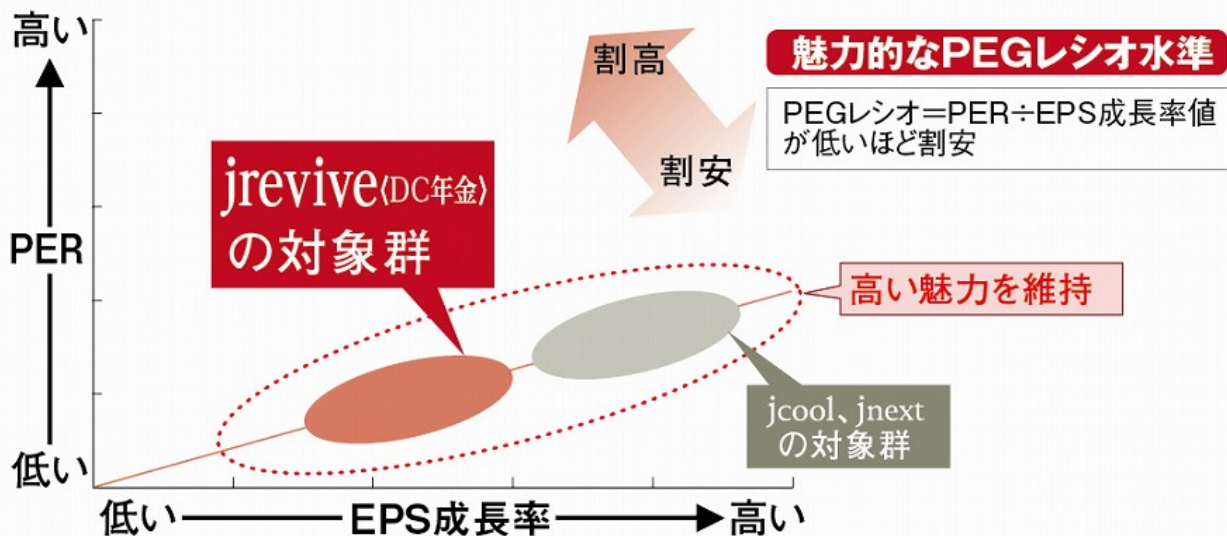 高い
PER
低い
低い
EPS成長率
高い
jrevive〈DC年金〉
の対象群
割高
割安
魅力的なPEGレシオ水準
PEGレシオ＝PER÷EPS成長率値
が低いほど割安
高い魅力を維持
jcool、jnext
の対象群